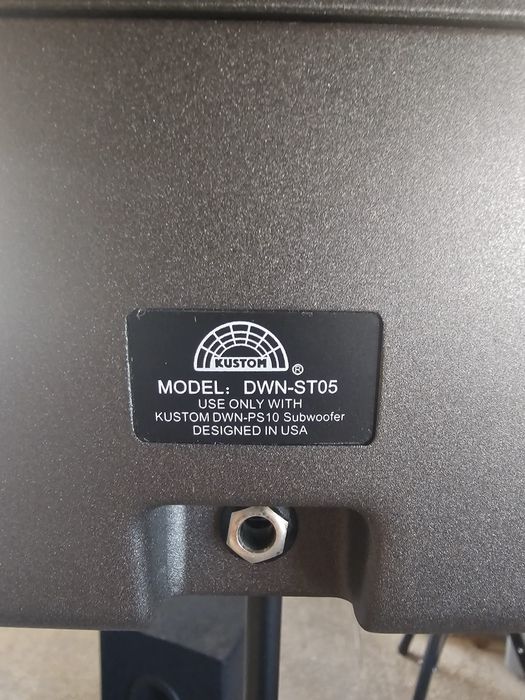 KUSTOM
®
MODEL: DWN-ST05
USE ONLY WITH
KUSTOM DWN-PS10 Subwoofer
DESIGNED IN USA